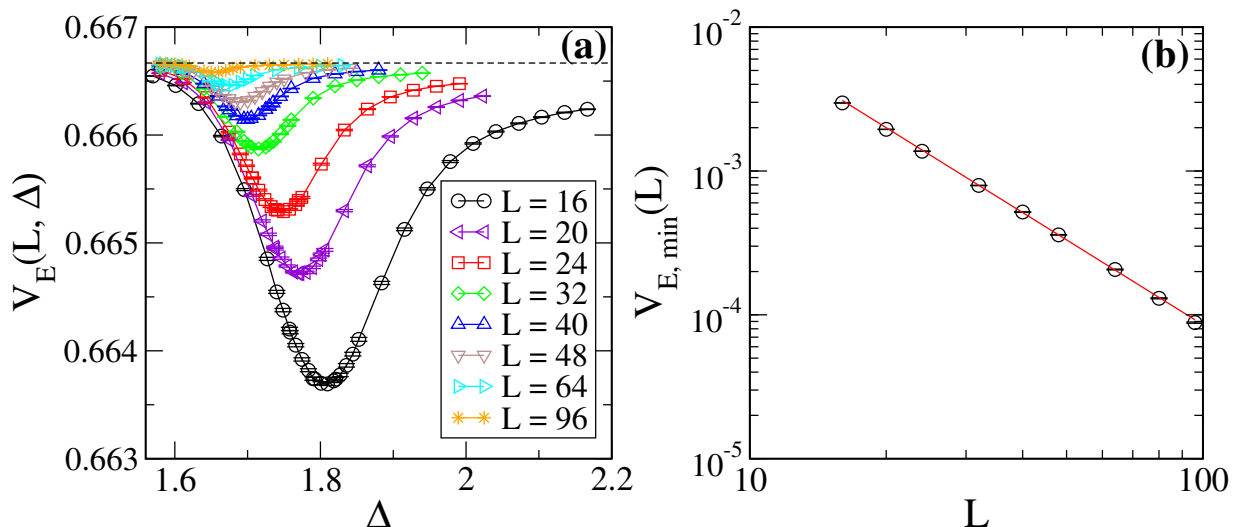 (a)
0.667
0.666
0.665
0.664
0.663
V_E(L, Δ)
1.6
1.8
2
2.2
Δ
L = 16
L = 20
L = 24
L = 32
L = 40
L = 48
L = 64
L = 96
(b)
10^-2
10^-3
10^-4
10^-5
V_E, min(L)
10
100
L